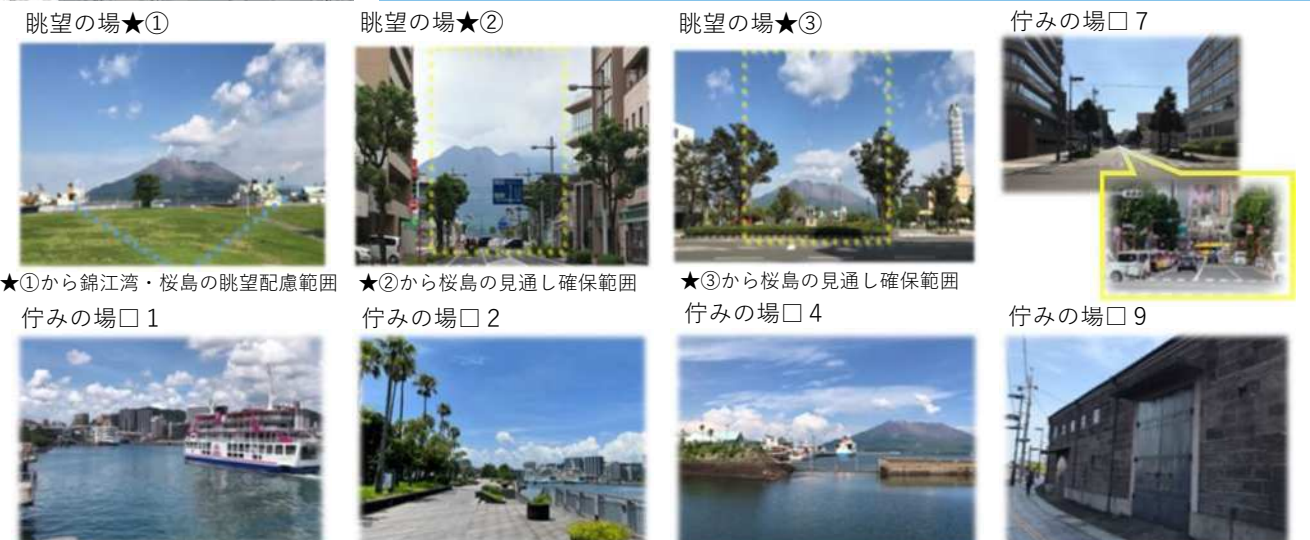 眺望の場★①
眺望の場★②
眺望の場★③
佇みの場□７
★①から錦江湾・桜島の眺望配慮範囲
★②から桜島の見通し確保範囲
★③から桜島の見通し確保範囲
佇みの場□１
佇みの場□２
佇みの場□４
佇みの場□９